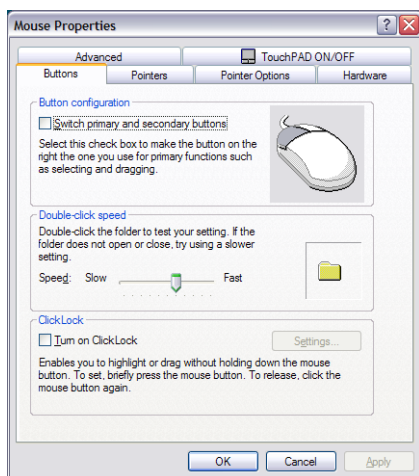 Mouse Properties
Advanced
TouchPAD ON/OFF
Buttons
Pointers
Pointer Options
Hardware
Button configuration
Switch primary and secondary buttons
Select this check box to make the button on the
right the one you use for primary functions such
as selecting and dragging.
Double-click speed
Double-click the folder to test your setting. If the
folder does not open or close, try using a slower
setting.
Speed: Slow Fast
ClickLock
Turn on ClickLock
Settings...
Enables you to highlight or drag without holding down the mouse
button. To set, briefly press the mouse button. To release, click the
mouse button again.
OK Cancel Apply